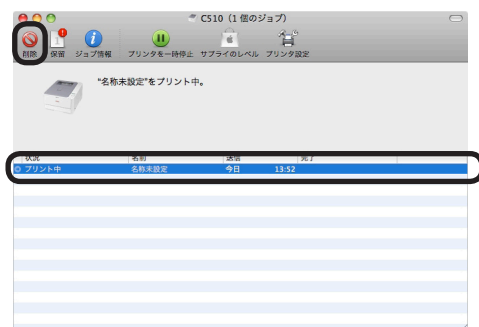 CS10（1 個のジョブ）
削除 保留 ジョブ情報 プリンタを一時停止 サプライのレベル プリンタ設定
"名称未設定"をプリント中。
状況 名前 送信 完了
プリント中 名称未設定 今日 13:52